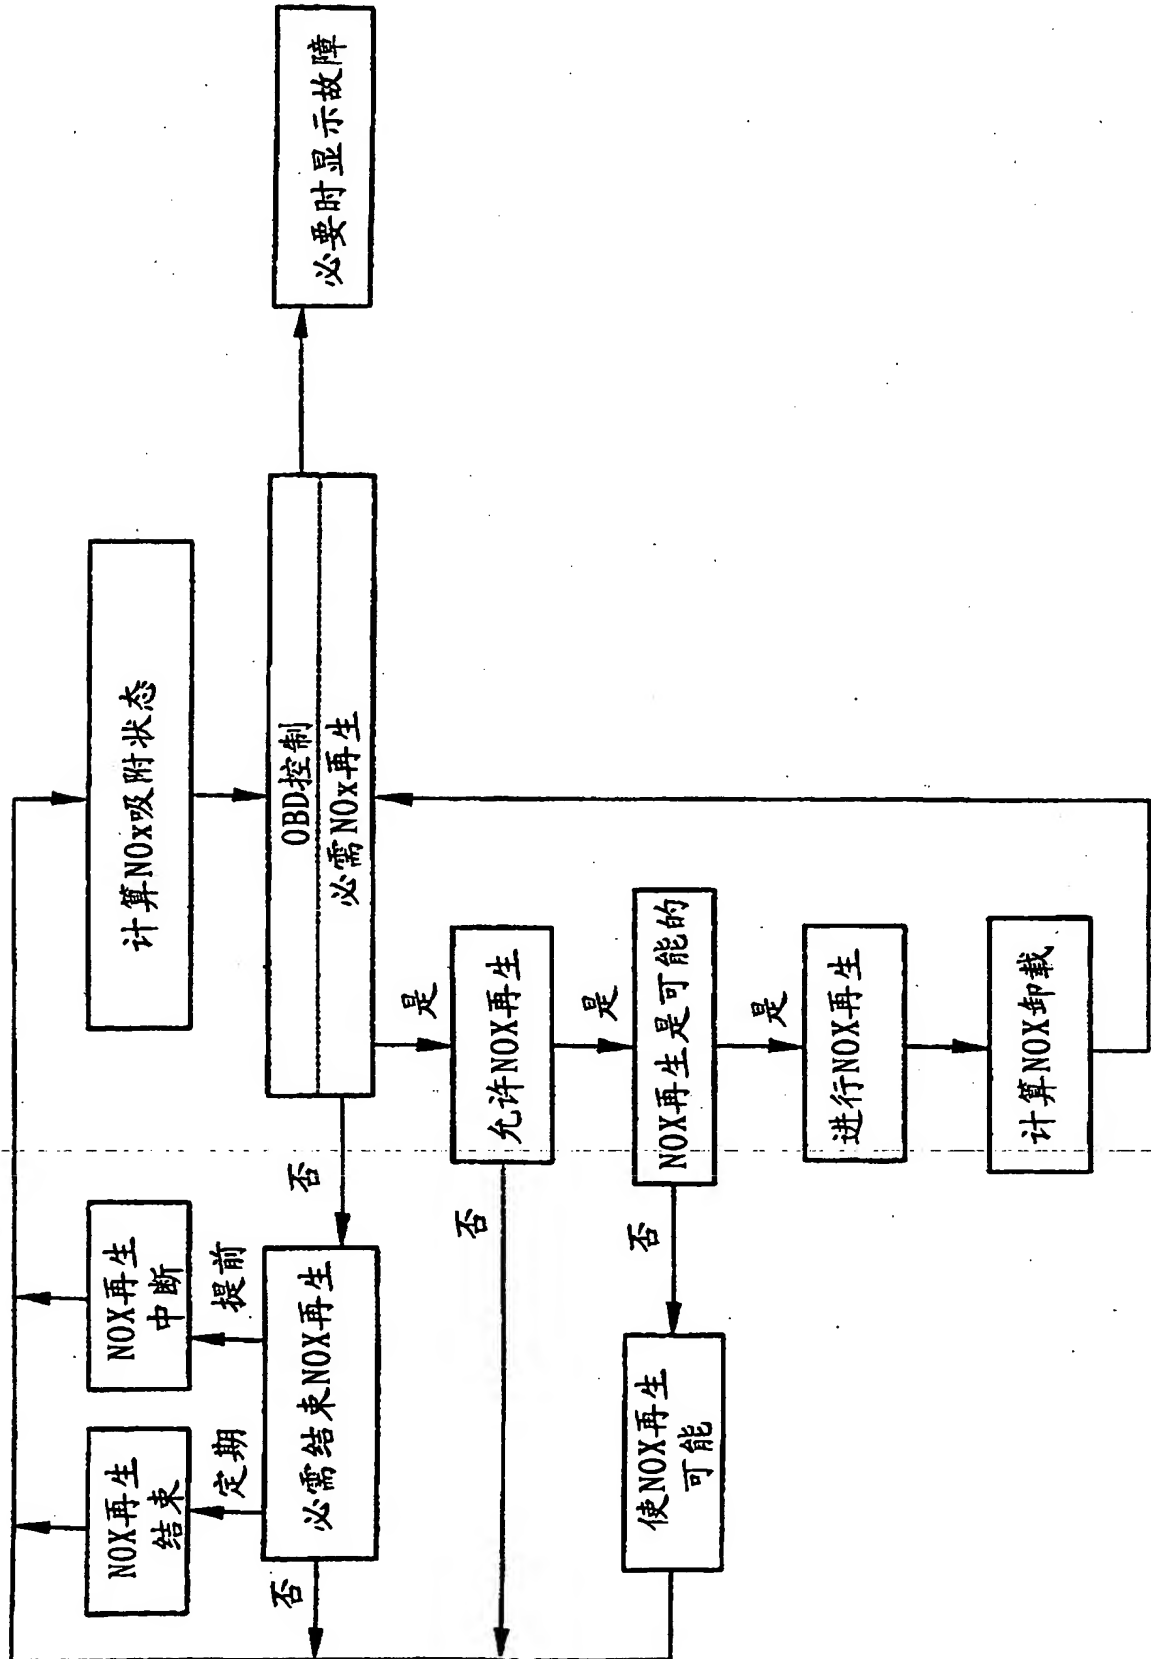 计算NOx吸附状态
OBD控制
必需NOx再生
必要时显示故障
否
是
必需结束NOX再生
提前
定期
NOX再生
中断
NOX再生
结束
否
允许NOX再生
否
是
NOX再生是可能的
否
是
使NOX再生
可能
进行NOX再生
计算NOX卸载